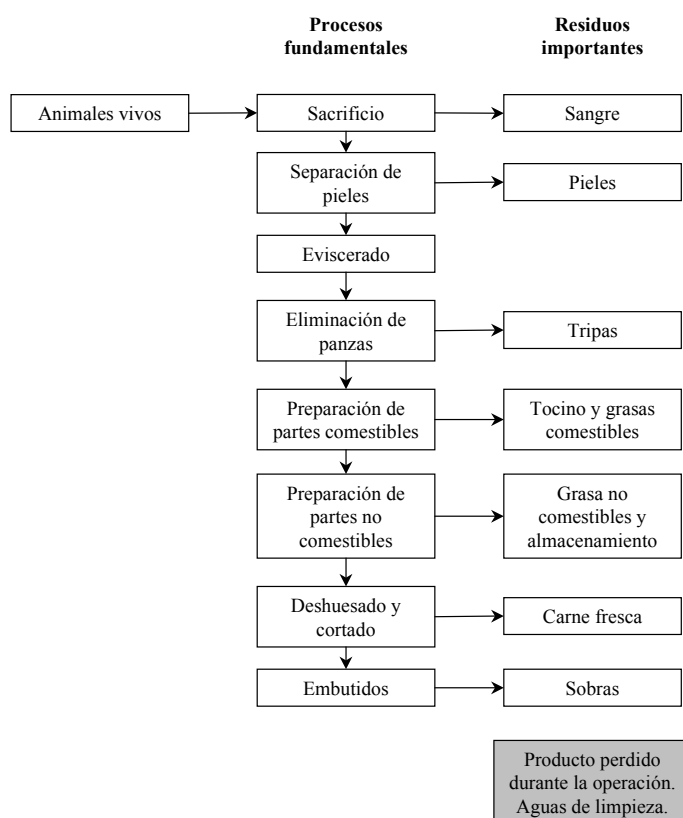 Procesos
fundamentales
Residuos
importantes
Animales vivos
Sacrificio
Sangre
Separación de
pieles
Pieles
Eviscerado
Eliminación de
panzas
Tripas
Preparación de
partes comestibles
Tocino y grasas
comestibles
Preparación de
partes no
comestibles
Grasa no
comestibles y
almacenamiento
Deshuesado y
cortado
Carne fresca
Embutidos
Sobras
Producto perdido
durante la operación.
Aguas de limpieza.